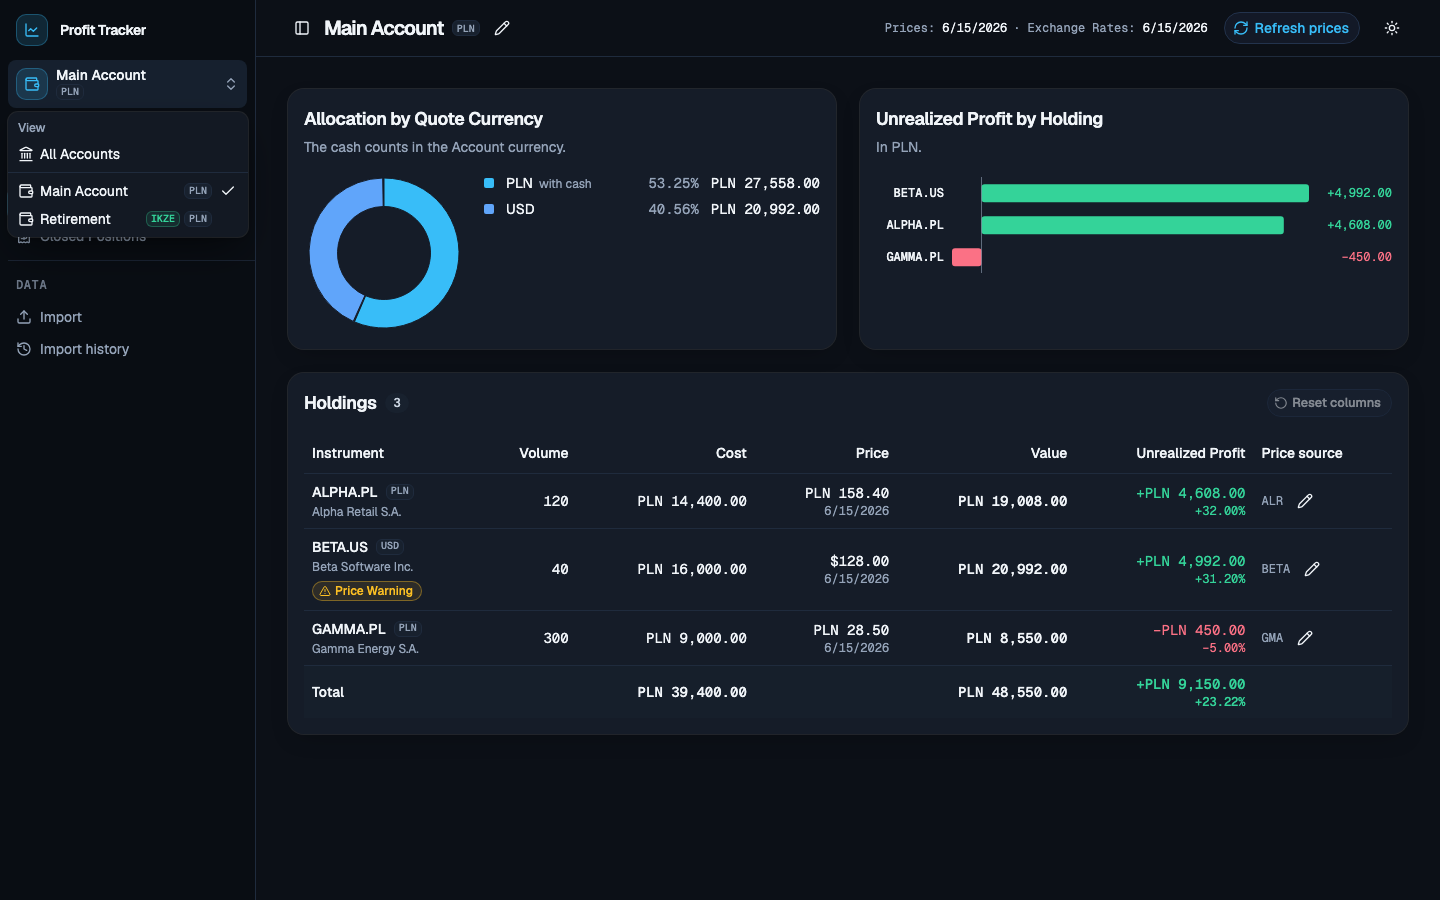 Profit Tracker
Main Account
PLN
View
All Accounts
Main Account PLN
Retirement IKZE PLN
Closed Positions
DATA
Import
Import history
Main Account PLN
Prices: 6/15/2026 · Exchange Rates: 6/15/2026
Refresh prices
Allocation by Quote Currency
The cash counts in the Account currency.
PLN with cash 53.25% PLN 27,558.00
USD 40.56% PLN 20,992.00
Unrealized Profit by Holding
In PLN.
BETA.US +4,992.00
ALPHA.PL +4,608.00
GAMMA.PL −450.00
Holdings 3
Reset columns
Instrument Volume Cost Price Value Unrealized Profit Price source
ALPHA.PL PLN 120 PLN 14,400.00 PLN 158.40 PLN 19,008.00 +PLN 4,608.00 ALR
Alpha Retail S.A. 6/15/2026 +32.00%
BETA.US USD 40 PLN 16,000.00 $128.00 PLN 20,992.00 +PLN 4,992.00 BETA
Beta Software Inc. 6/15/2026 +31.20%
Price Warning
GAMMA.PL PLN 300 PLN 9,000.00 PLN 28.50 PLN 8,550.00 −PLN 450.00 GMA
Gamma Energy S.A. 6/15/2026 −5.00%
Total PLN 39,400.00 PLN 48,550.00 +PLN 9,150.00
+23.22%